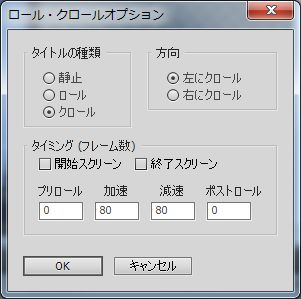 ロール・クロールオプション
タイトルの種類
静止
ロール
クロール
方向
左にクロール
右にクロール
タイミング (フレーム数)
開始スクリーン 終了スクリーン
プリロール 加速 減速 ポストロール
0 80 80 0
OK キャンセル